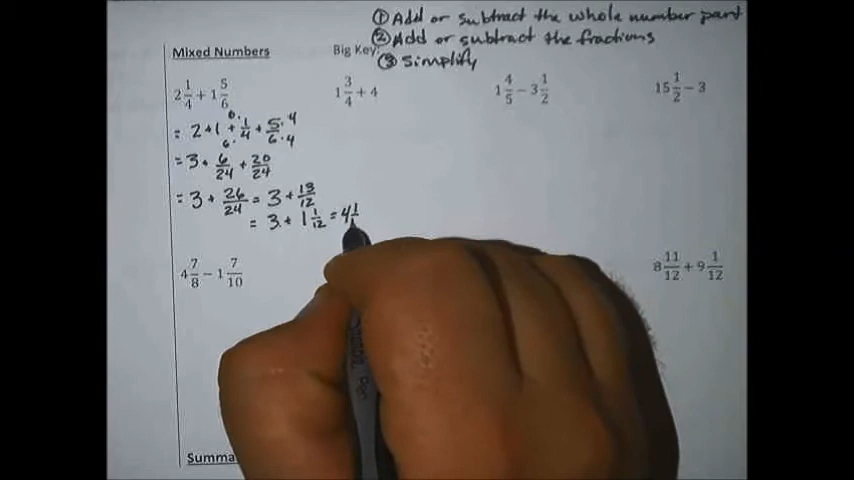 ① Add or subtract the whole number part
Mixed Numbers
Big Key:
② Add or subtract the fractions
③ Simplify
2 1/4 + 1 5/6
1 3/4 + 4
1 4/5 − 3 1/2
15 1/2 − 3
= 2 + 1 + 6·1/6·4 + 5·4/6·4
= 3 + 6/24 + 20/24
= 3 + 26/24 = 3 + 13/12
= 3 + 1 1/12 = 4 1/1
4 7/8 − 1 7/10
8 11/12 + 9 1/12
Summa